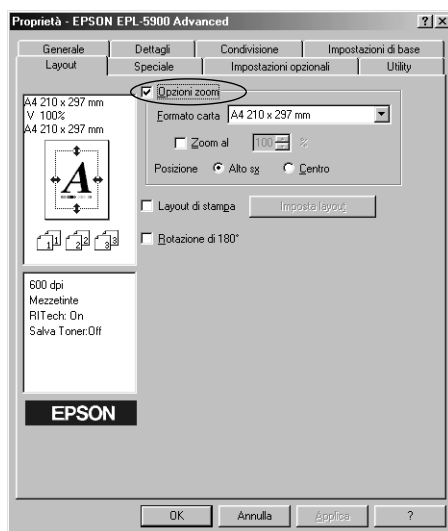 Proprietà - EPSON EPL-5900 Advanced
Generale Dettagli Condivisione Impostazioni di base
Layout Speciale Impostazioni opzionali Utility
A4 210 x 297 mm
V 100%
A4 210 x 297 mm
A
1 1 2 2 3 3
Opzioni zoom
Formato carta A4 210 x 297 mm
Zoom al 100 %
Posizione Alto sx Centro
Layout di stampa Imposta layout
Rotazione di 180°
600 dpi
Mezzetinte
RITech: On
Salva Toner:Off
EPSON
OK Annulla Applica ?